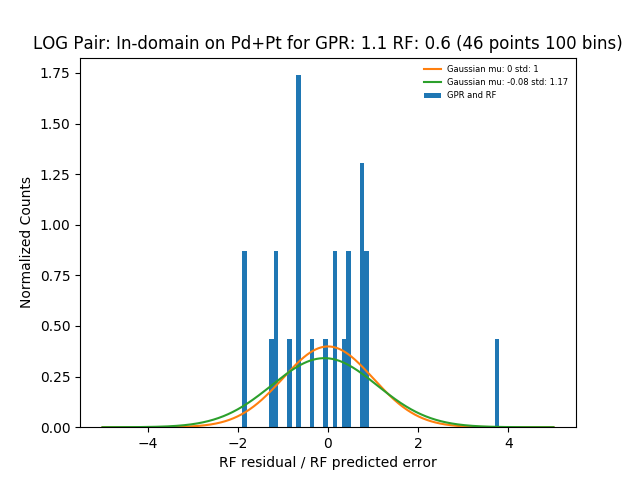 LOG Pair: In-domain on Pd+Pt for GPR: 1.1 RF: 0.6 (46 points 100 bins)
Gaussian mu: 0 std: 1
Gaussian mu: -0.08 std: 1.17
GPR and RF
Normalized Counts
1.75
1.50
1.25
1.00
0.75
0.50
0.25
0.00
−4 −2 0 2 4
RF residual / RF predicted error